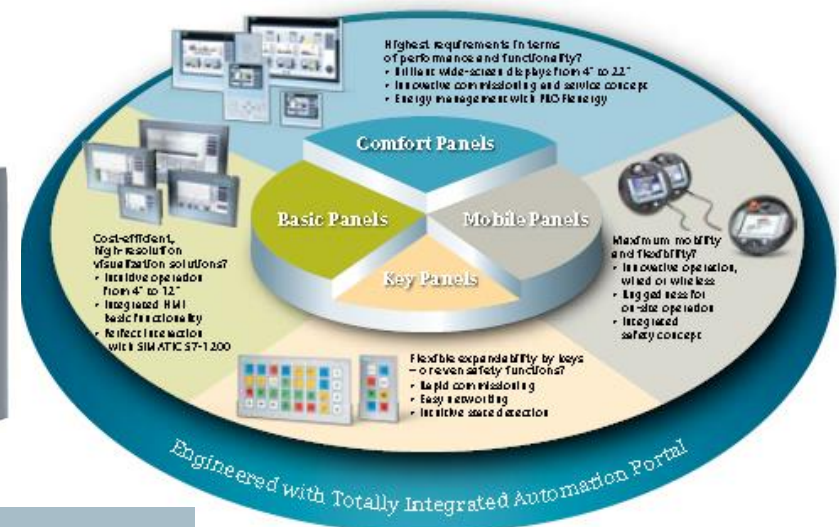 Highest requirements in terms
of performance and functionality?
• Brilliant wide-screen displays from 4" to 22"
• Innovative commissioning and service concept
• Energy management with PROFIenergy
Comfort Panels
Basic Panels
Mobile Panels
Key Panels
Cost-efficient,
high-resolution
visualization solutions?
• Intuitive operation
from 4" to 12"
• Integrated HMI
basic functionality
• Perfect interaction
with SIMATIC S7-1200
Maximum mobility
and flexibility?
• Innovative operation,
wired or wireless
• Ruggedness for
on-site operation
• Integrated
safety concept
Flexible expandability by keys
– or even safety functions?
• Rapid commissioning
• Easy networking
• Intuitive state detection
Engineered with Totally Integrated Automation Portal